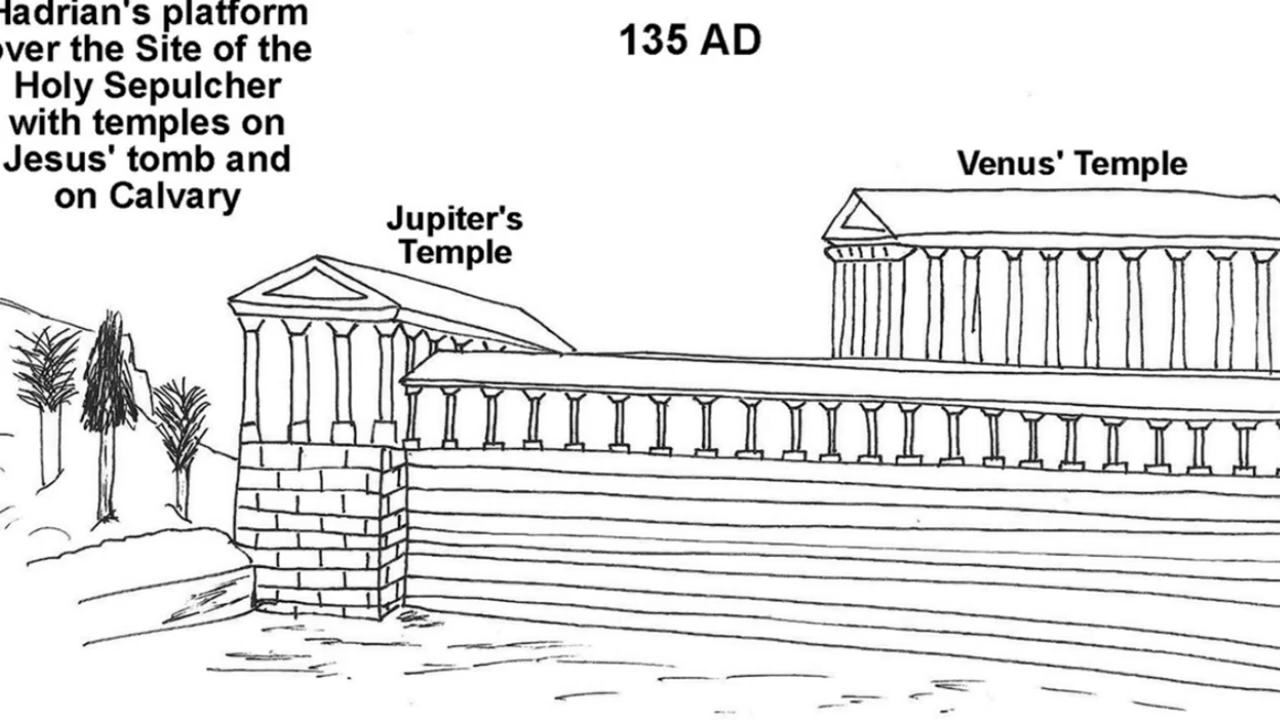 Hadrian's platform
over the Site of the
Holy Sepulcher
with temples on
Jesus' tomb and
on Calvary
135 AD
Jupiter's
Temple
Venus' Temple